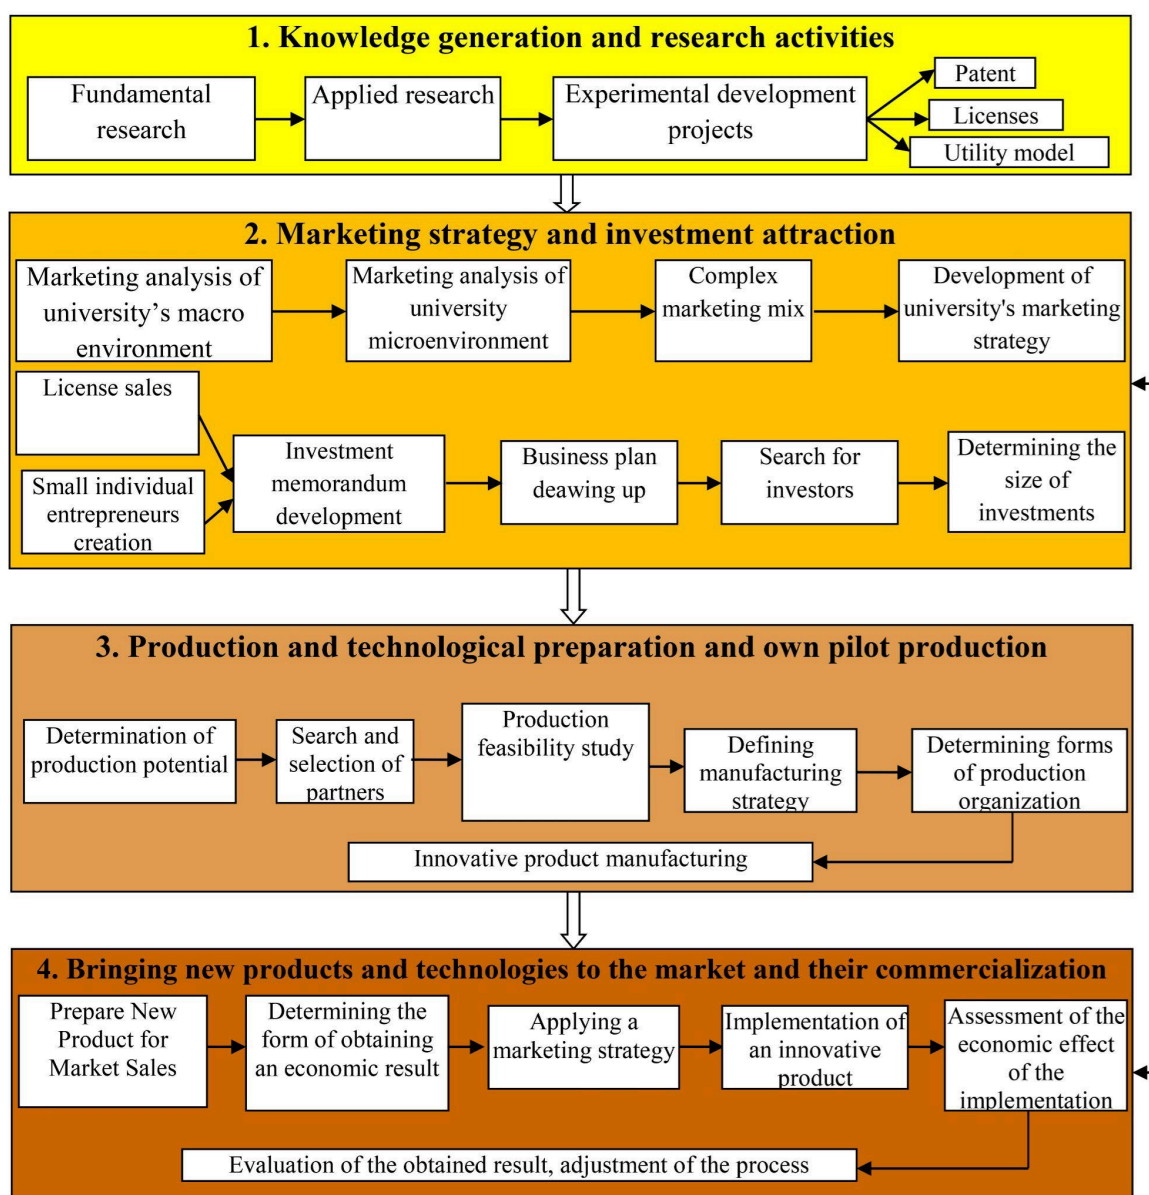 1. Knowledge generation and research activities
Fundamental
research
Applied research
Experimental development
projects
Patent
Licenses
Utility model
2. Marketing strategy and investment attraction
Marketing analysis of
university’s macro
environment
Marketing analysis of
university
microenvironment
Complex
marketing mix
Development of
university's marketing
strategy
License sales
Small individual
entrepreneurs
creation
Investment
memorandum
development
Business plan
deawing up
Search for
investors
Determining the
size of
investments
3. Production and technological preparation and own pilot production
Determination of
production potential
Search and
selection of
partners
Production
feasibility study
Defining
manufacturing
strategy
Determining forms
of production
organization
Innovative product manufacturing
4. Bringing new products and technologies to the market and their commercialization
Prepare New
Product for
Market Sales
Determining the
form of obtaining
an economic result
Applying a
marketing strategy
Implementation of
an innovative
product
Assessment of the
economic effect
of the
implementation
Evaluation of the obtained result, adjustment of the process